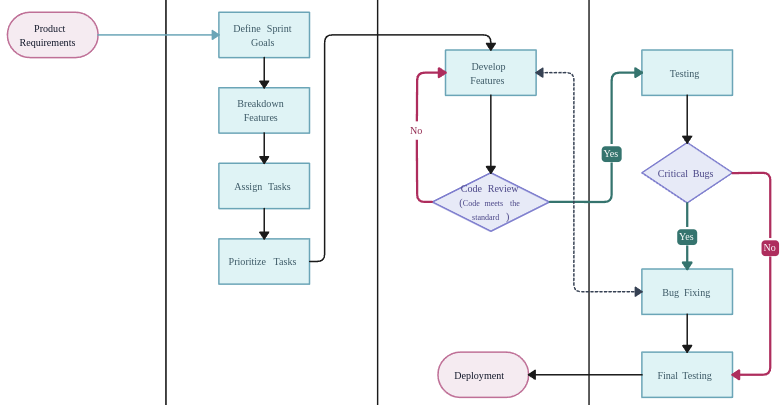 Product
Requirements
Define Sprint
Goals
Breakdown
Features
Assign Tasks
Prioritize Tasks
Develop
Features
No
Code Review
(Code meets the
standard )
Yes
Testing
Critical Bugs
Yes
No
Bug Fixing
Final Testing
Deployment